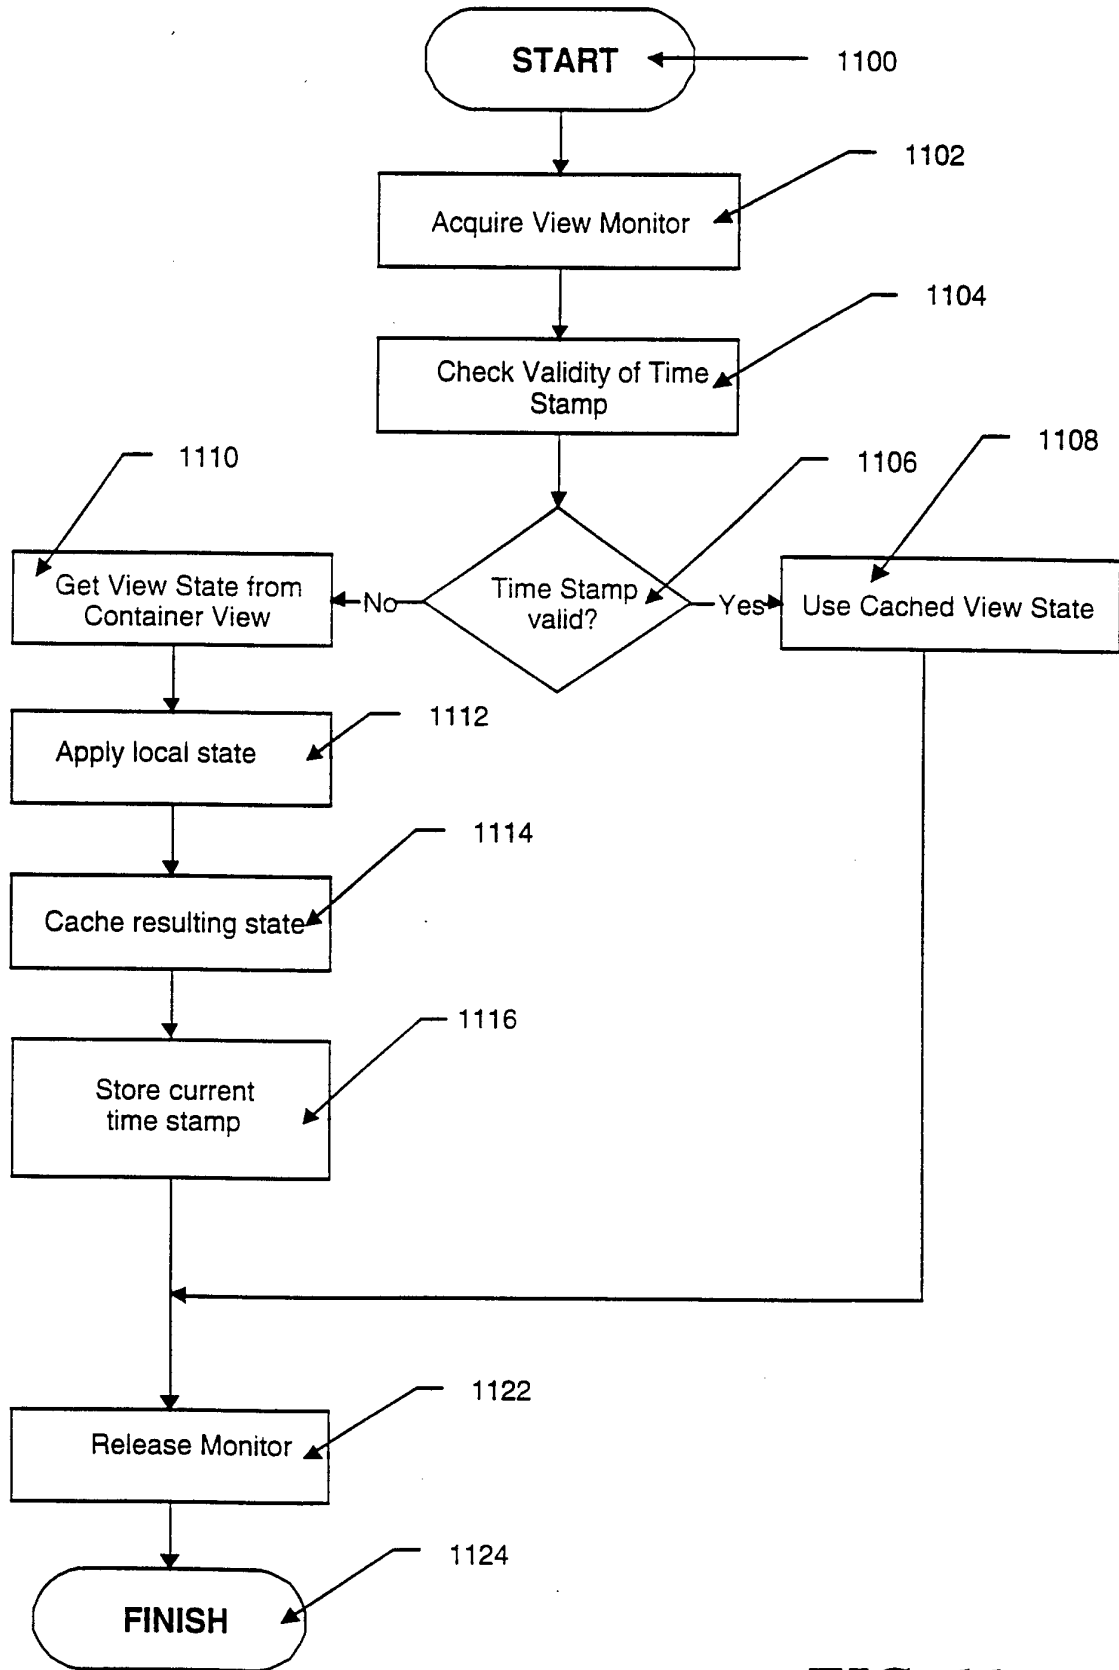 START
1100
1102
Acquire View Monitor
1104
Check Validity of Time
Stamp
1110
1106
1108
Get View State from
Container View
No
Time Stamp
valid?
Yes
Use Cached View State
1112
Apply local state
1114
Cache resulting state
1116
Store current
time stamp
1122
Release Monitor
1124
FINISH